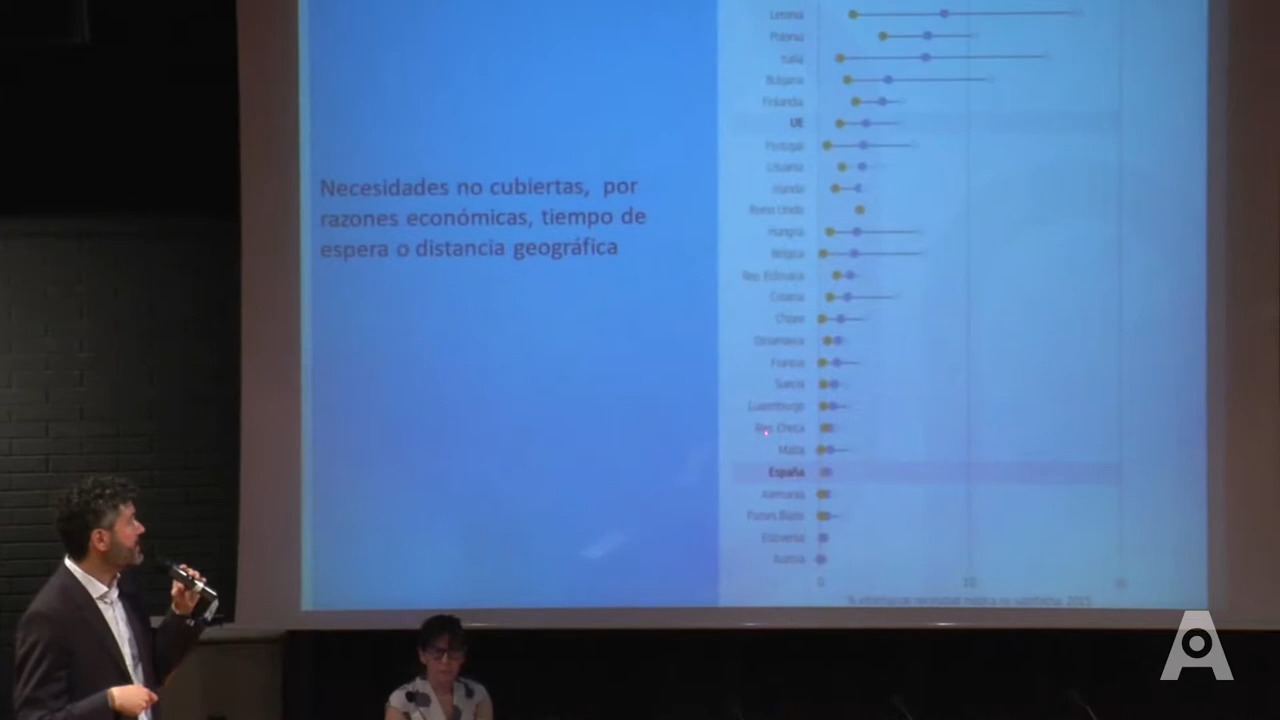 Necesidades no cubiertas, por
razones económicas, tiempo de
espera o distancia geográfica
Letonia
Polonia
Italia
Bulgaria
Finlandia
UE
Portugal
Lituania
Irlanda
Reino Unido
Hungría
Bélgica
Rep. Eslovaca
Croacia
Chipre
Dinamarca
Francia
Suecia
Luxemburgo
Rep. Checa
Malta
España
Alemania
Países Bajos
Eslovenia
Austria
0
10